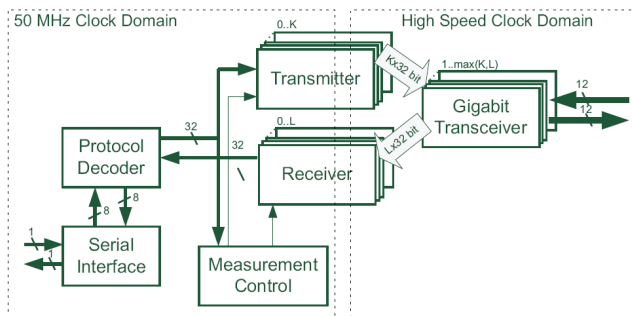 50 MHz Clock Domain
High Speed Clock Domain
0..K
Transmitter
Kx32 bit
1..max(K,L)
Gigabit
Transceiver
12
12
32
0..L
Lx32 bit
Protocol
Decoder
32
Receiver
8
8
1
1
Serial
Interface
Measurement
Control